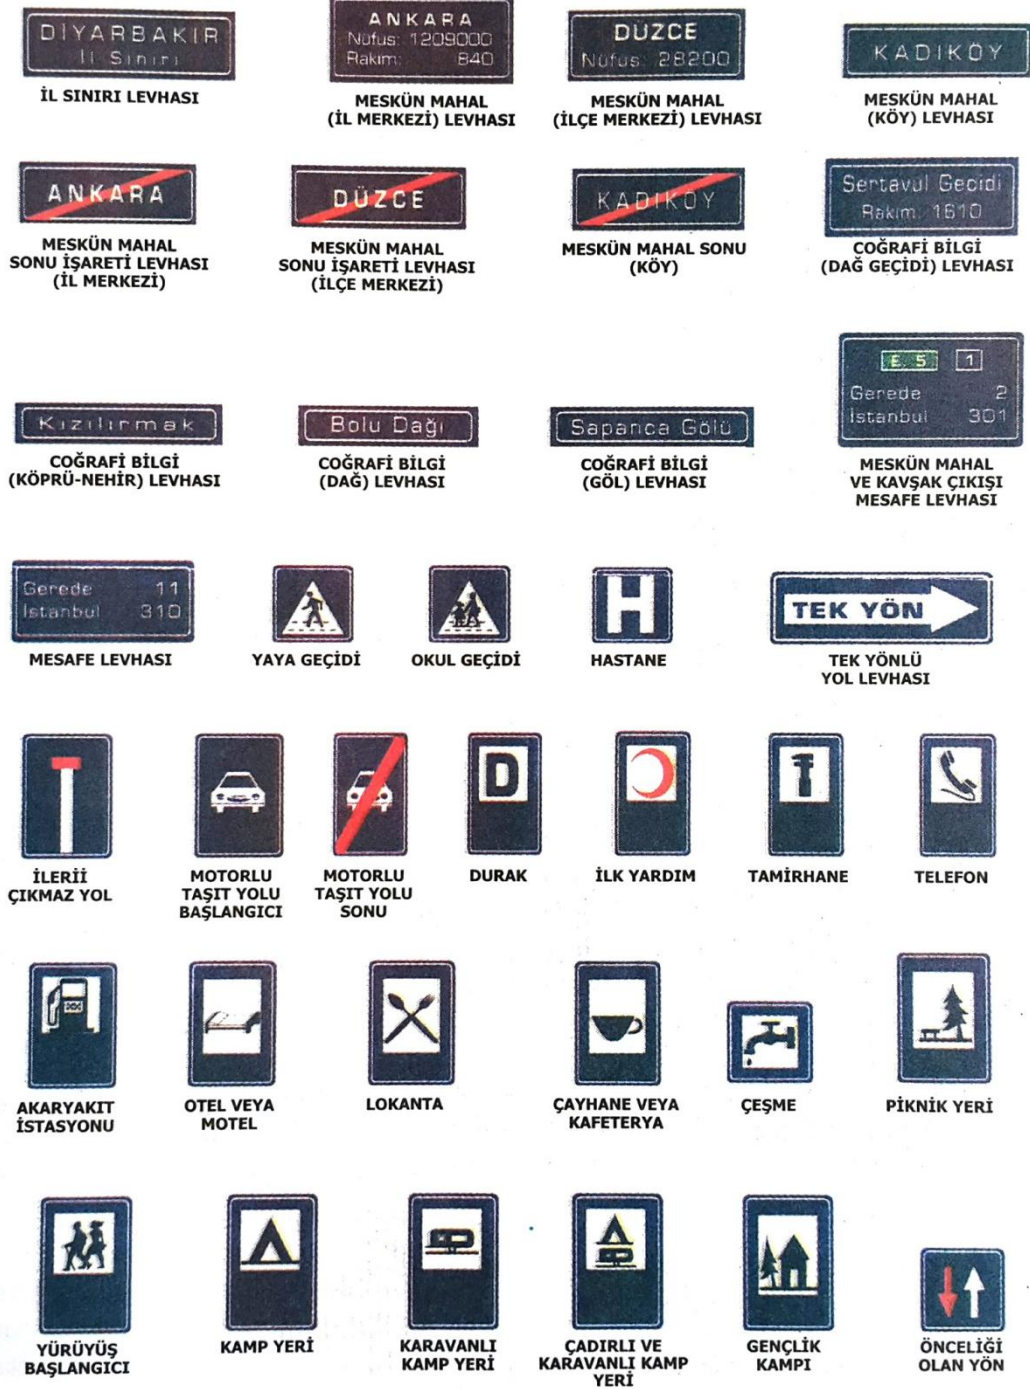 DİYARBAKIR
İl Sınırı
İL SINIRI LEVHASI
ANKARA
Nüfus: 1209000
Rakım: 840
MESKÜN MAHAL
(İL MERKEZİ) LEVHASI
DÜZCE
Nüfus: 28200
MESKÜN MAHAL
(İLÇE MERKEZİ) LEVHASI
KADIKÖY
MESKÜN MAHAL
(KÖY) LEVHASI
ANKARA
MESKÜN MAHAL
SONU İŞARETİ LEVHASI
(İL MERKEZİ)
DÜZCE
MESKÜN MAHAL
SONU İŞARETİ LEVHASI
(İLÇE MERKEZİ)
KADIKÖY
MESKÜN MAHAL SONU
(KÖY)
Sertavul Gecidi
Rakım: 1610
COĞRAFİ BİLGİ
(DAĞ GEÇİDİ) LEVHASI
Kızılırmak
COĞRAFİ BİLGİ
(KÖPRÜ-NEHİR) LEVHASI
Bolu Dağı
COĞRAFİ BİLGİ
(DAĞ) LEVHASI
Sapanca Gölü
COĞRAFİ BİLGİ
(GÖL) LEVHASI
E 5 1
Gerede 2
İstanbul 301
MESKÜN MAHAL
VE KAVŞAK ÇIKIŞI
MESAFE LEVHASI
Gerede 11
İstanbul 310
MESAFE LEVHASI
YAYA GEÇİDİ
OKUL GEÇİDİ
H
HASTANE
TEK YÖN
TEK YÖNLÜ
YOL LEVHASI
İLERİİ
ÇIKMAZ YOL
MOTORLU
TAŞIT YOLU
BAŞLANGICI
MOTORLU
TAŞIT YOLU
SONU
D
DURAK
İLK YARDIM
TAMİRHANE
TELEFON
AKARYAKIT
İSTASYONU
OTEL VEYA
MOTEL
LOKANTA
ÇAYHANE VEYA
KAFETERYA
ÇEŞME
PİKNİK YERİ
YÜRÜYÜŞ
BAŞLANGICI
KAMP YERİ
KARAVANLI
KAMP YERİ
ÇADIRLI VE
KARAVANLI KAMP
YERİ
GENÇLİK
KAMPI
ÖNCELİĞİ
OLAN YÖN